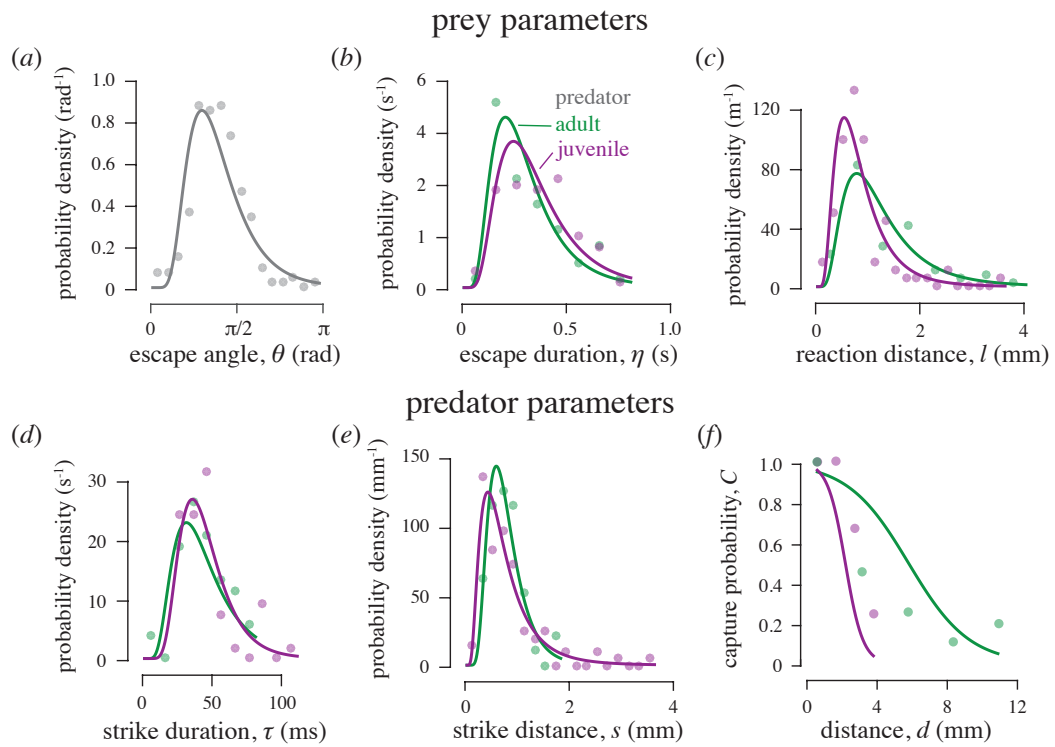 prey parameters
(a)
probability density (rad⁻¹)
1.0
0.8
0.6
0.4
0.2
0
0
π/2
π
escape angle, θ (rad)
(b)
probability density (s⁻¹)
6
4
2
1
0
predator
adult
juvenile
0
0.5
1.0
escape duration, η (s)
(c)
probability density (m⁻¹)
120
80
40
0
0
2
4
reaction distance, l (mm)
predator parameters
(d)
probability density (s⁻¹)
30
20
10
0
0
50
100
strike duration, τ (ms)
(e)
probability density (mm⁻¹)
150
100
50
0
0
2
4
strike distance, s (mm)
(f)
capture probability, C
1.0
0.8
0.6
0.4
0.2
0
0
4
8
12
distance, d (mm)